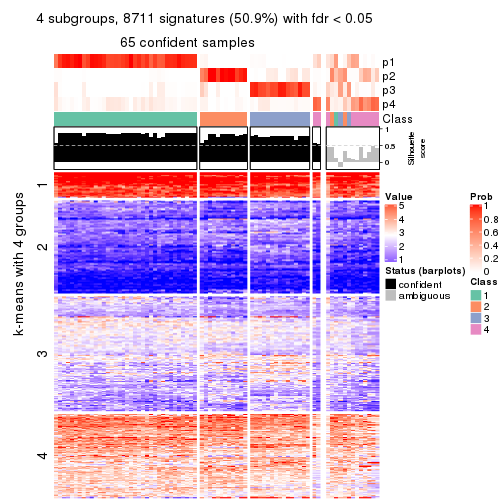 4 subgroups, 8711 signatures (50.9%) with fdr < 0.05
65 confident samples
p1
p2
p3
p4
Class
1
0.5
0
Silhouette
score
k-means with 4 groups
1
2
3
4
Value
5
4
3
2
1
Status (barplots)
confident
ambiguous
Prob
1
0.8
0.6
0.4
0.2
0
Class
1
2
3
4